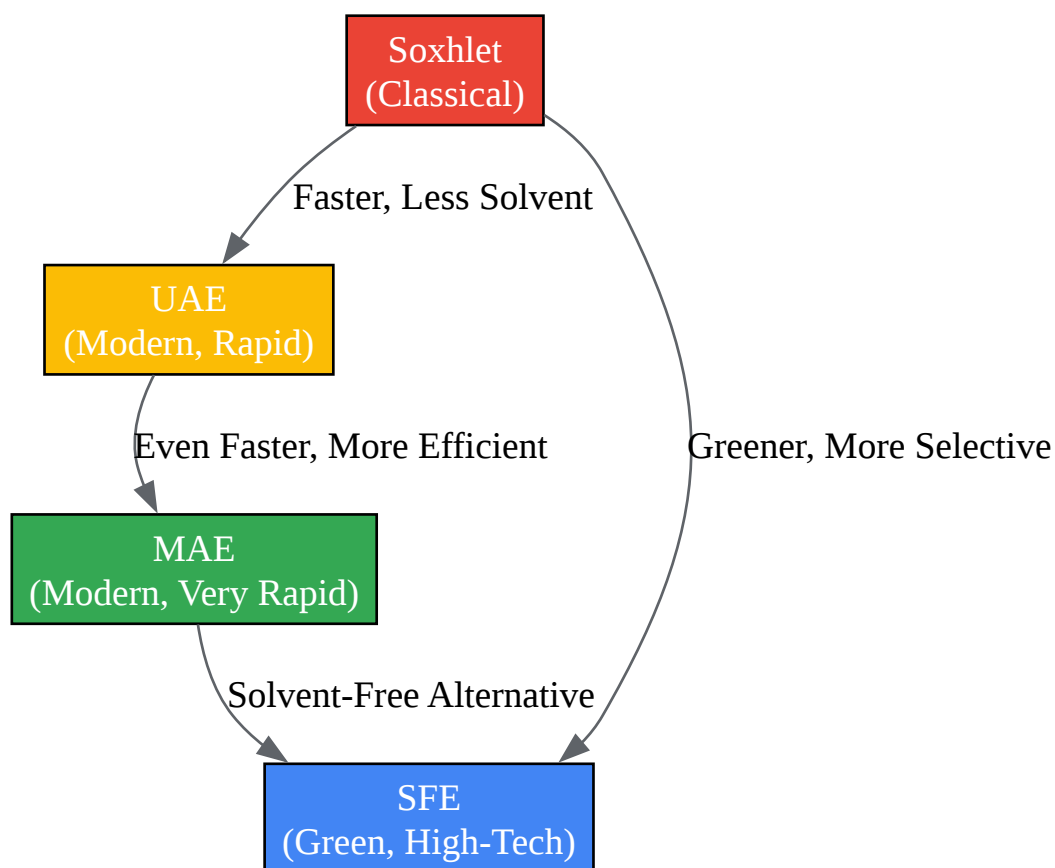 Soxhlet
(Classical)
Faster, Less Solvent
UAE
(Modern, Rapid)
Even Faster, More Efficient
Greener, More Selective
MAE
(Modern, Very Rapid)
Solvent-Free Alternative
SFE
(Green, High-Tech)